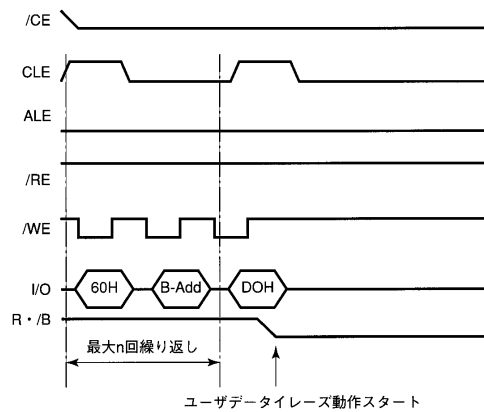 /CE
CLE
ALE
/RE
/WE
I/O 60H B-Add DOH
R・/B
最大n回繰り返し
ユーザデータイレーズ動作スタート